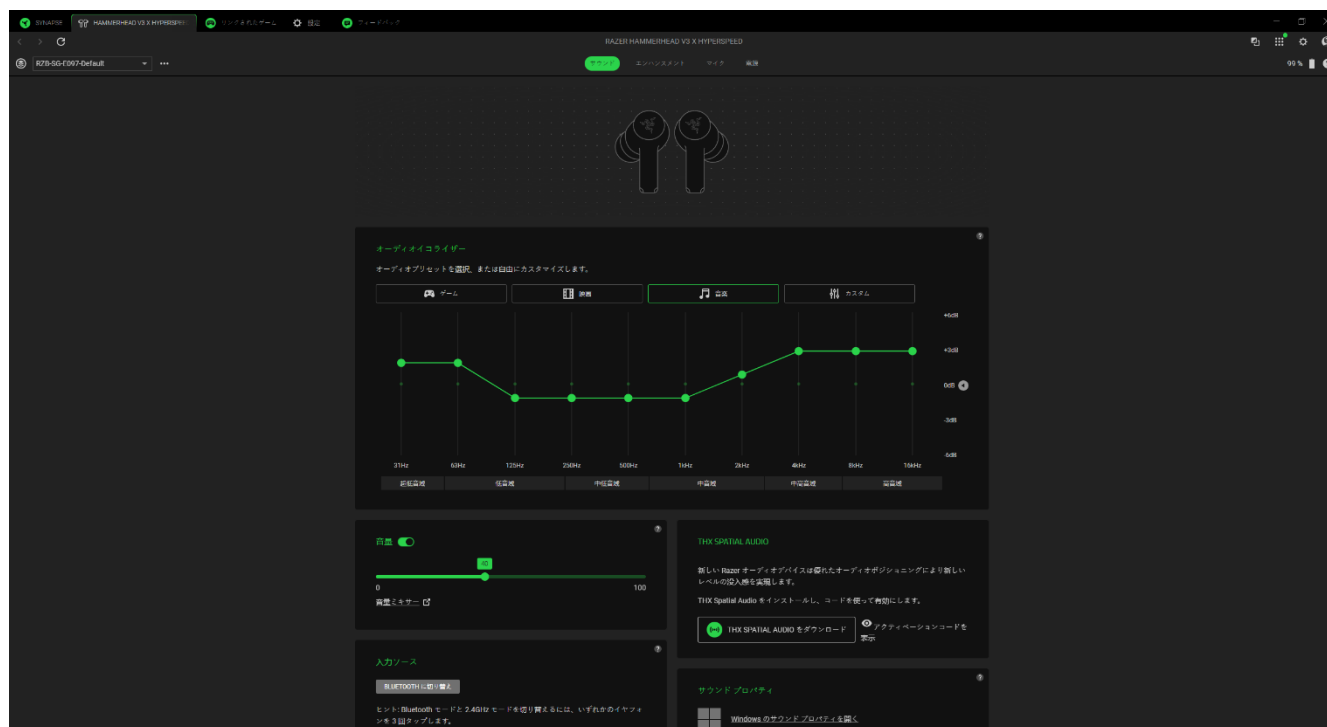 SYNAPSE HAMMERHEAD V3 X HYPERSPEED リンクされたゲーム 設定 フィードバック
RAZER HAMMERHEAD V3 X HYPERSPEED
RZB-SG-E097-Default
サウンド エンハンスメント マイク 電源
99 %
オーディオイコライザー
オーディオプリセットを選択、または自由にカスタマイズします。
ゲーム 映画 音楽 カスタム
+6dB
+3dB
0dB
-3dB
-6dB
31Hz 63Hz 125Hz 250Hz 500Hz 1kHz 2kHz 4kHz 8kHz 16kHz
超低音域 低音域 中低音域 中音域 中高音域 高音域
音量
40
0 100
音量ミキサー
THX SPATIAL AUDIO
新しい Razer オーディオデバイスは優れたオーディオポジショニングにより新しい
レベルの没入感を実現します。
THX Spatial Audio をインストールし、コードを使って有効にします。
THX SPATIAL AUDIO をダウンロード
アクティベーションコードを
表示
入力ソース
BLUETOOTH に切り替え
ヒント: Bluetooth モードと 2.4GHz モードを切り替えるには、いずれかのイヤフォ
ンを 3 回タップします。
サウンド プロパティ
Windows のサウンド プロパティを開く